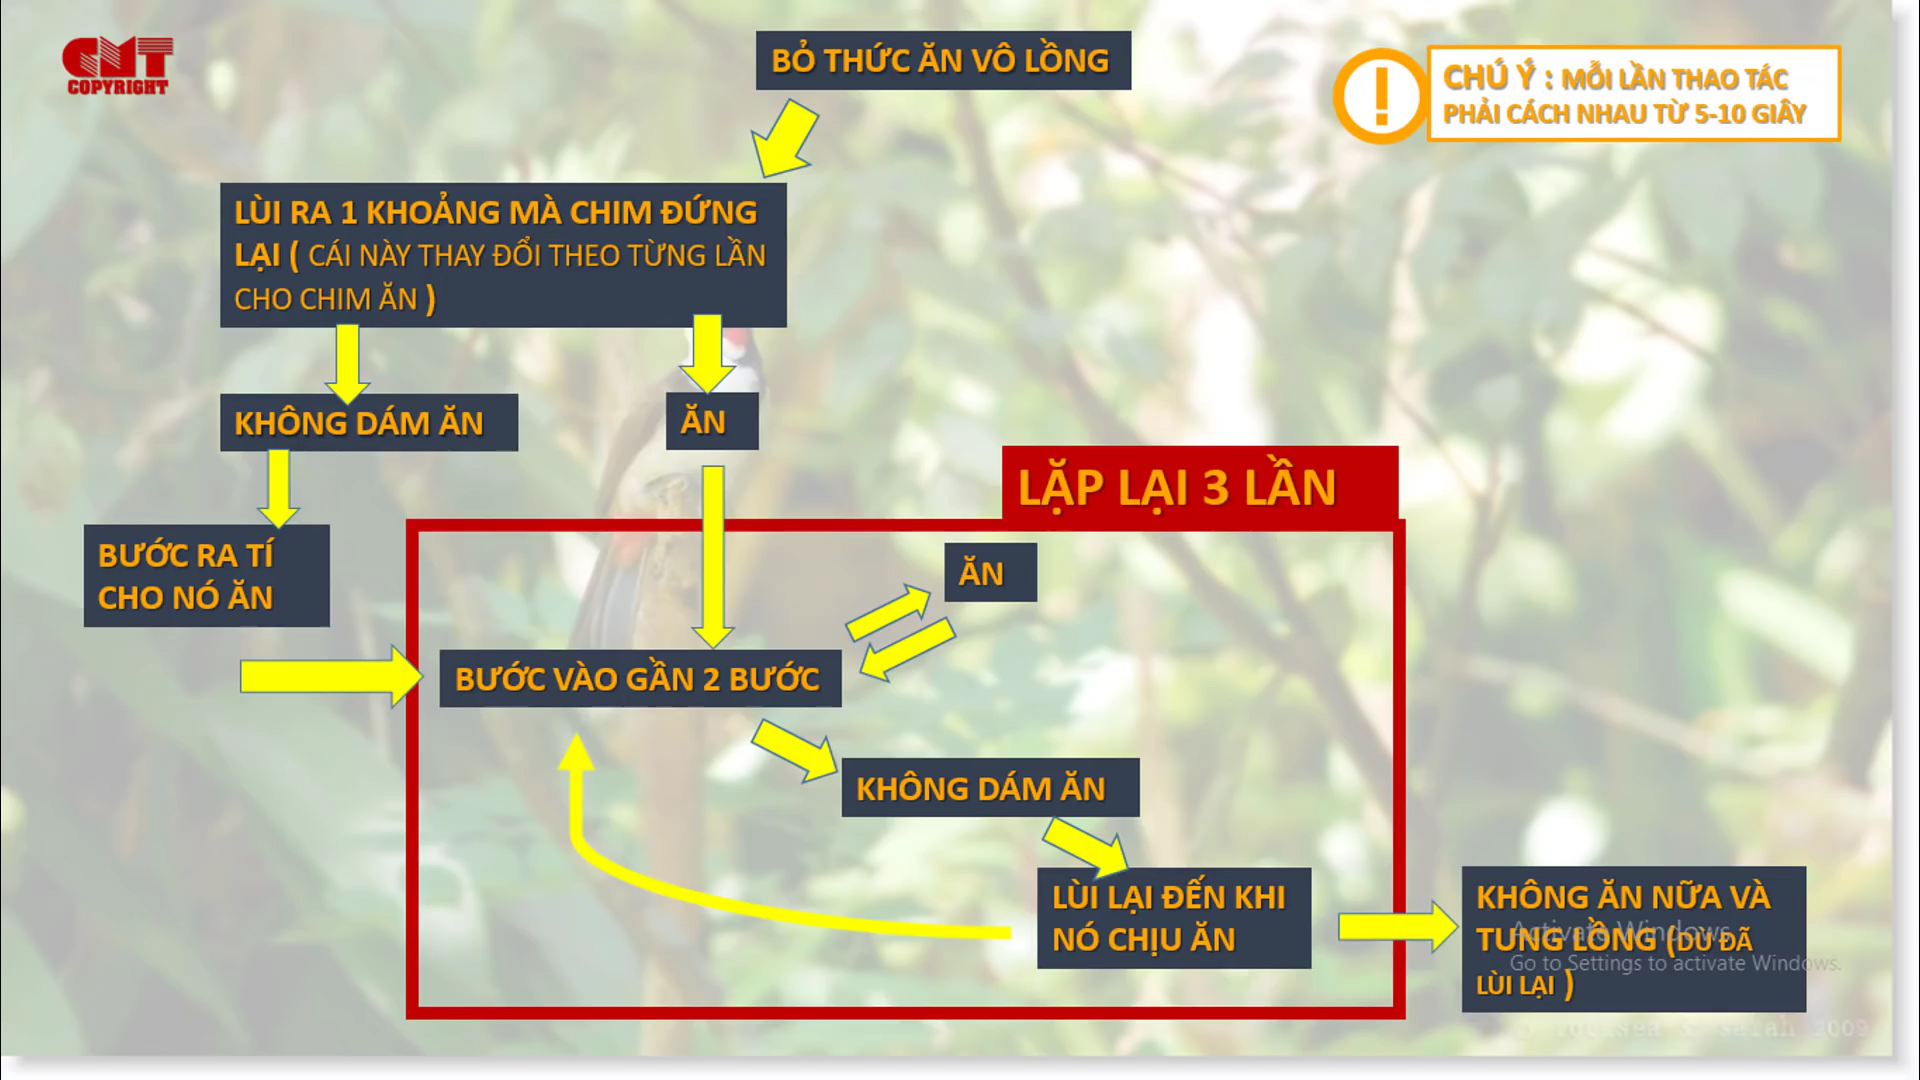 CMT
COPYRIGHT
BỎ THỨC ĂN VÔ LỒNG
CHÚ Ý : MỖI LẦN THAO TÁC
PHẢI CÁCH NHAU TỪ 5-10 GIÂY
LÙI RA 1 KHOẢNG MÀ CHIM ĐỨNG
LẠI ( CÁI NÀY THAY ĐỔI THEO TỪNG LẦN
CHO CHIM ĂN )
KHÔNG DÁM ĂN
ĂN
LẶP LẠI 3 LẦN
BƯỚC RA TÍ
CHO NÓ ĂN
ĂN
BƯỚC VÀO GẦN 2 BƯỚC
KHÔNG DÁM ĂN
LÙI LẠI ĐẾN KHI
NÓ CHỊU ĂN
KHÔNG ĂN NỮA VÀ
TUNG LỒNG (DÙ ĐÃ
LÙI LẠI )
Activate Windows
Go to Settings to activate Windows.
sarah 2009